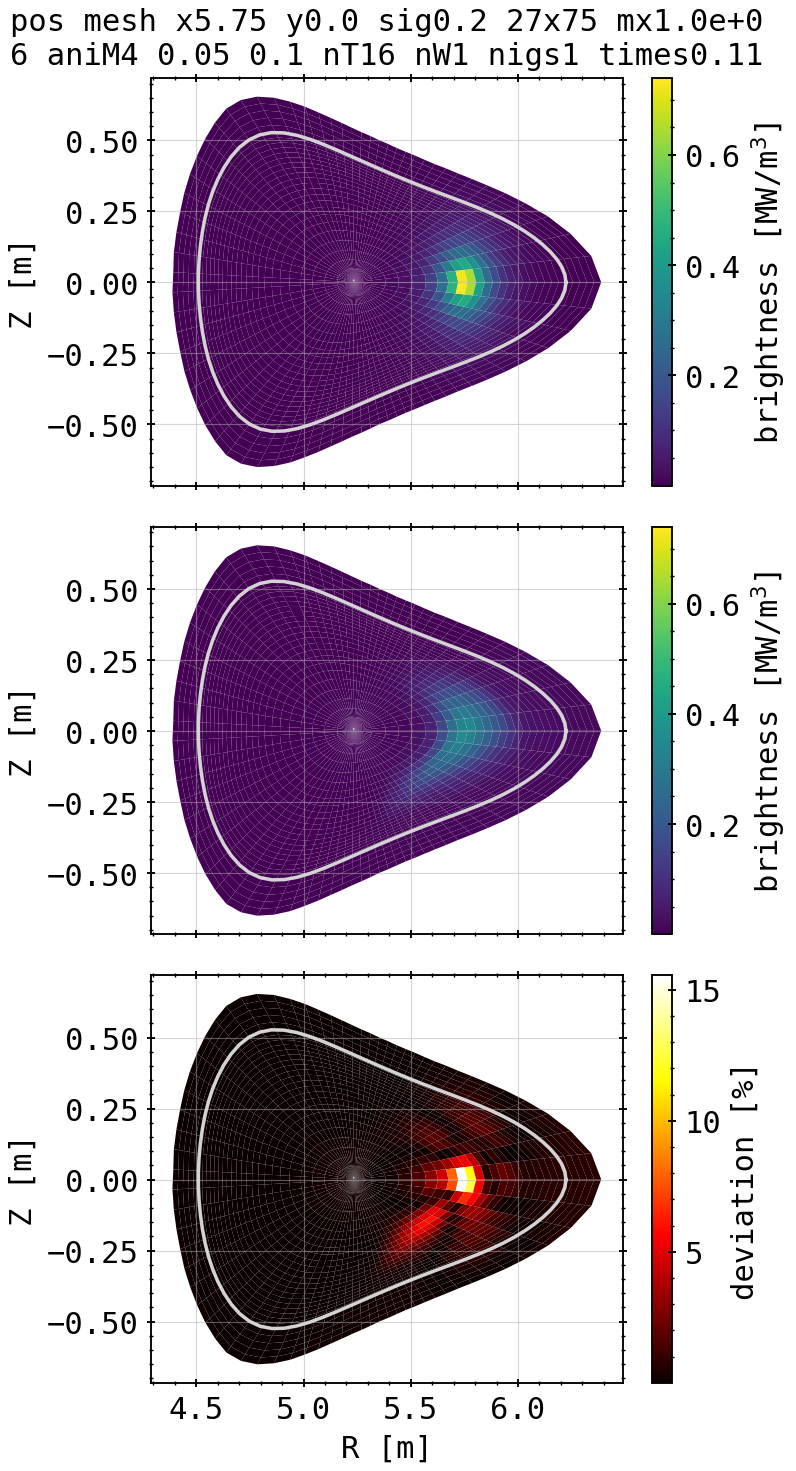 pos mesh x5.75 y0.0 sig0.2 27x75 mx1.0e+0
6 aniM4 0.05 0.1 nT16 nW1 nigs1 times0.11
0.50
0.25
0.00
−0.25
−0.50
Z [m]
0.6
0.4
0.2
brightness [MW/m³]
0.50
0.25
0.00
−0.25
−0.50
Z [m]
0.6
0.4
0.2
brightness [MW/m³]
0.50
0.25
0.00
−0.25
−0.50
Z [m]
15
10
5
deviation [%]
4.5 5.0 5.5 6.0
R [m]